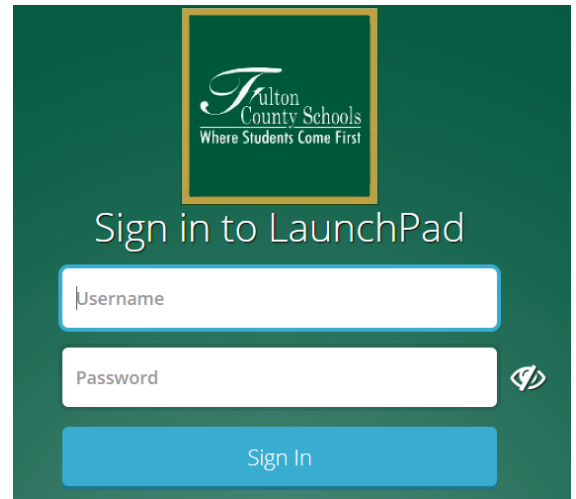 Fulton
County Schools
Where Students Come First
Sign in to LaunchPad
Username
Password
Sign In